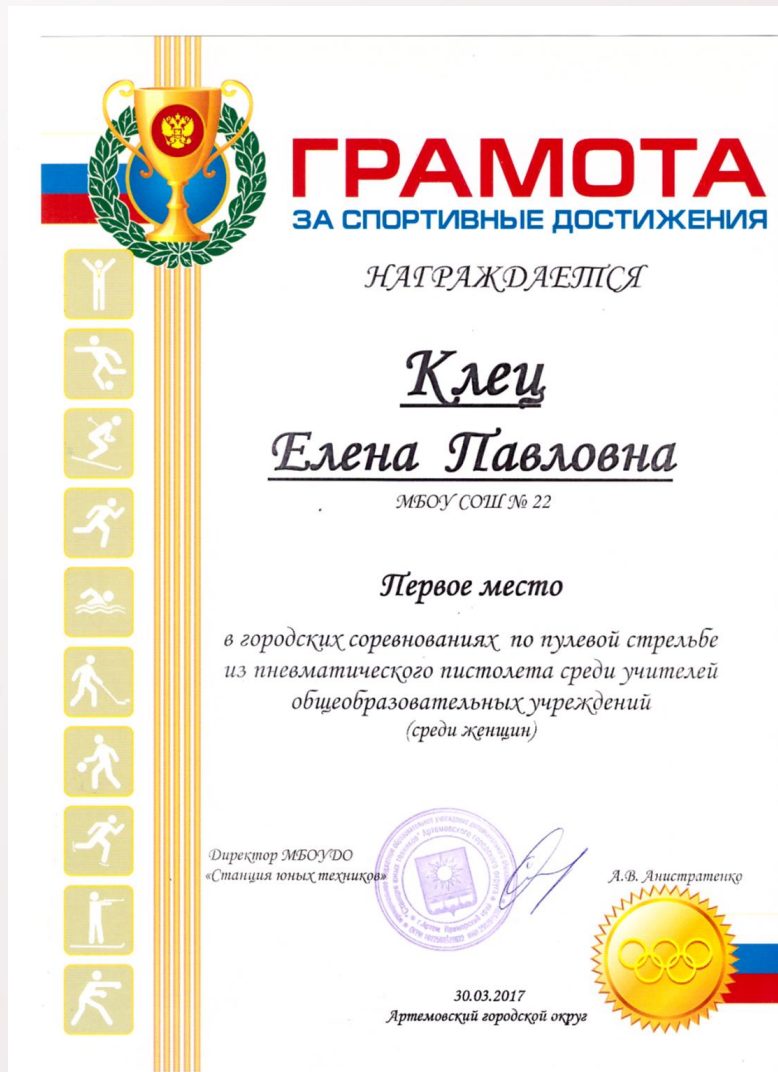 ГРАМОТА
ЗА СПОРТИВНЫЕ ДОСТИЖЕНИЯ
НАГРАЖДАЕТСЯ
Клец
Елена Павловна
МБОУ СОШ № 22
Первое место
в городских соревнованиях по пулевой стрельбе
из пневматического пистолета среди учителей
общеобразовательных учреждений
(среди женщин)
Директор МБОУДО
«Станция юных техников»
А.В. Анистратенко
30.03.2017
Артемовский городской округ